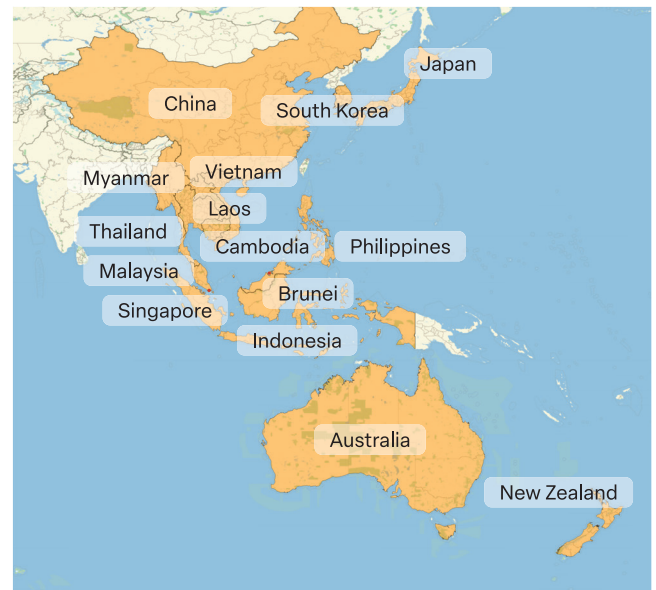 Japan
China
South Korea
Vietnam
Myanmar
Laos
Thailand
Cambodia
Philippines
Malaysia
Brunei
Singapore
Indonesia
Australia
New Zealand